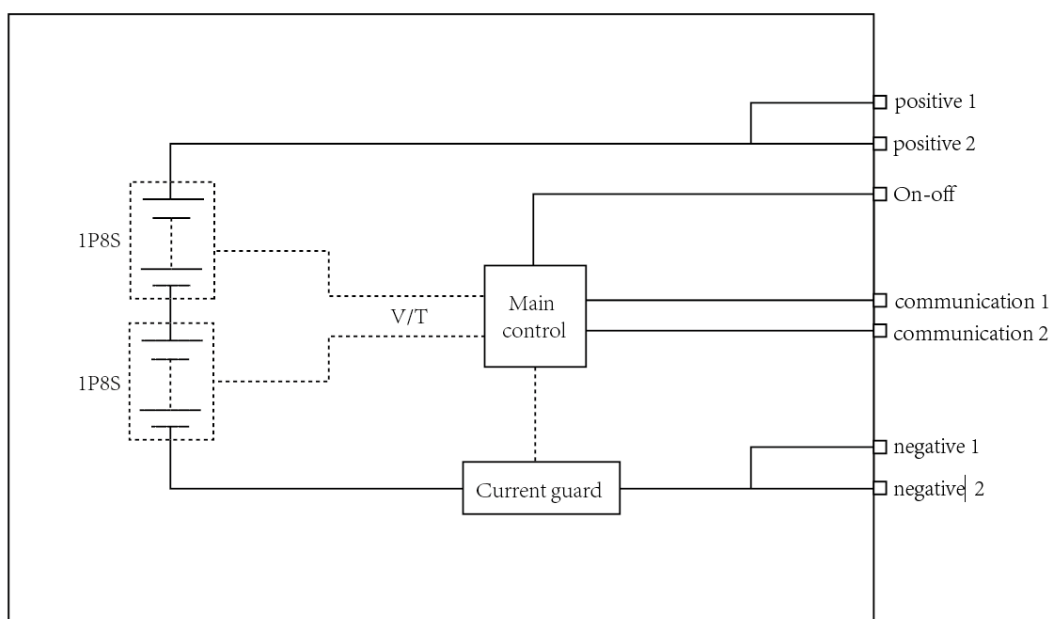 positive 1
positive 2
On-off
1P8S
Main
control
communication 1
V/T
communication 2
1P8S
negative 1
Current guard
negative 2